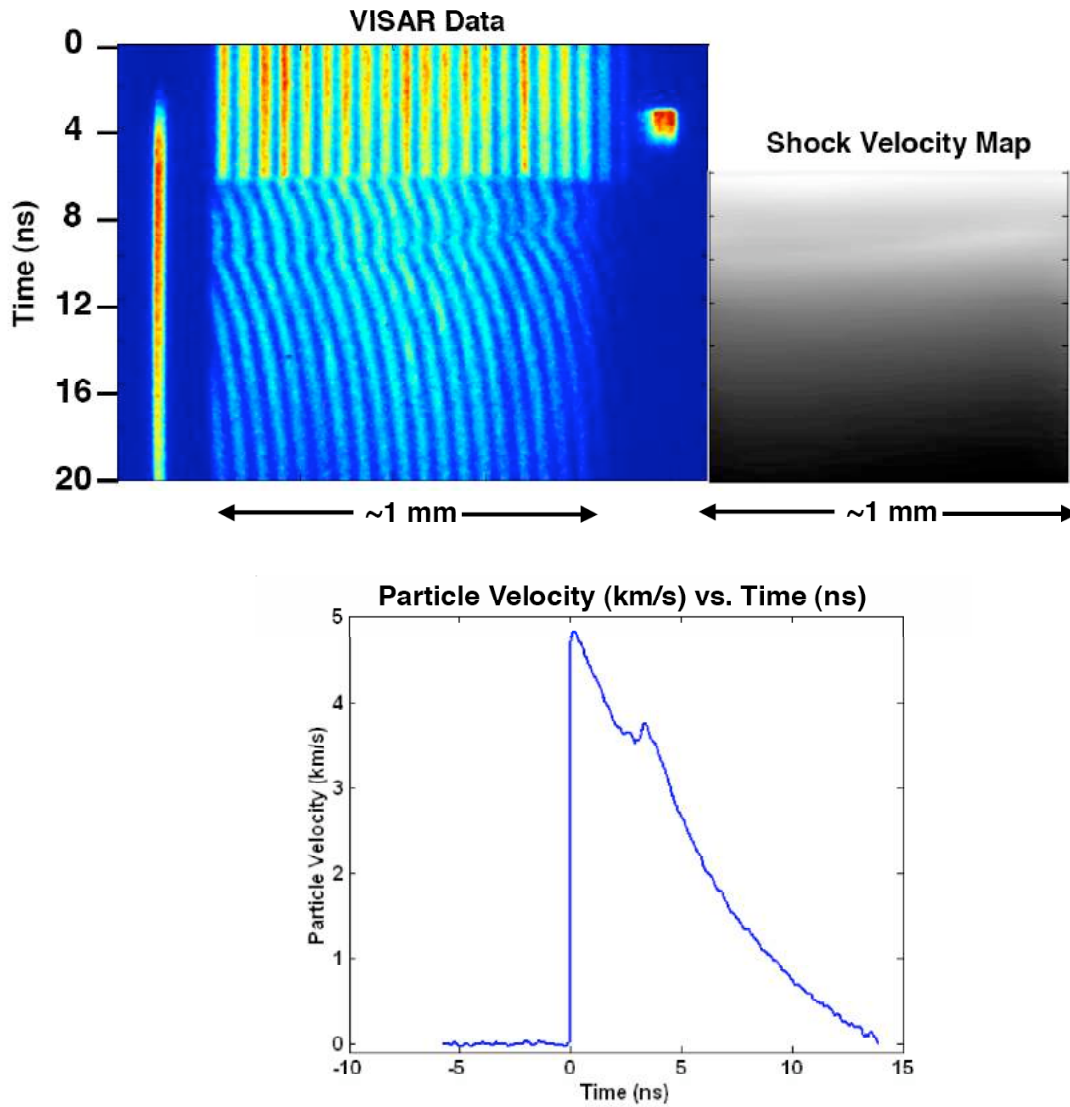 VISAR Data
0
4
8
12
16
20
Time (ns)
~1 mm
Shock Velocity Map
~1 mm
Particle Velocity (km/s) vs. Time (ns)
5
4
3
2
1
0
Particle Velocity (km/s)
-10 -5 0 5 10 15
Time (ns)